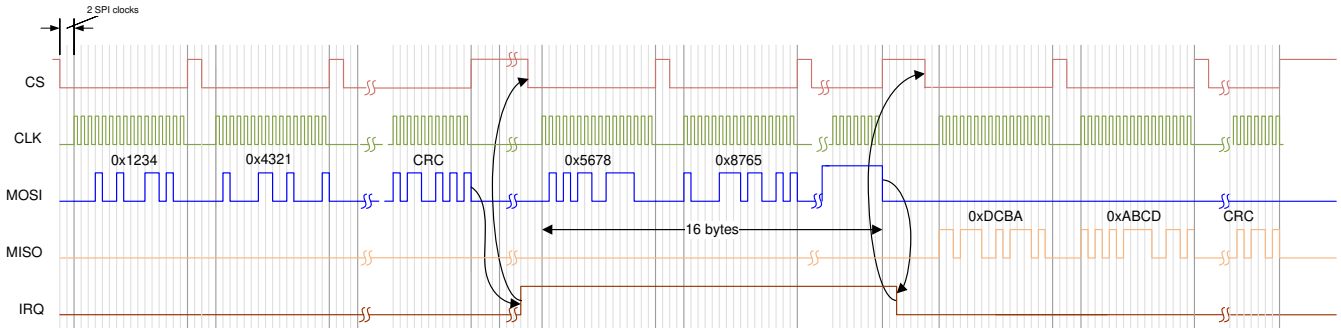 2 SPI clocks
CS
CLK
0x1234 0x4321 CRC 0x5678 0x8765
MOSI
0xDCBA 0xABCD CRC
16 bytes
MISO
IRQ